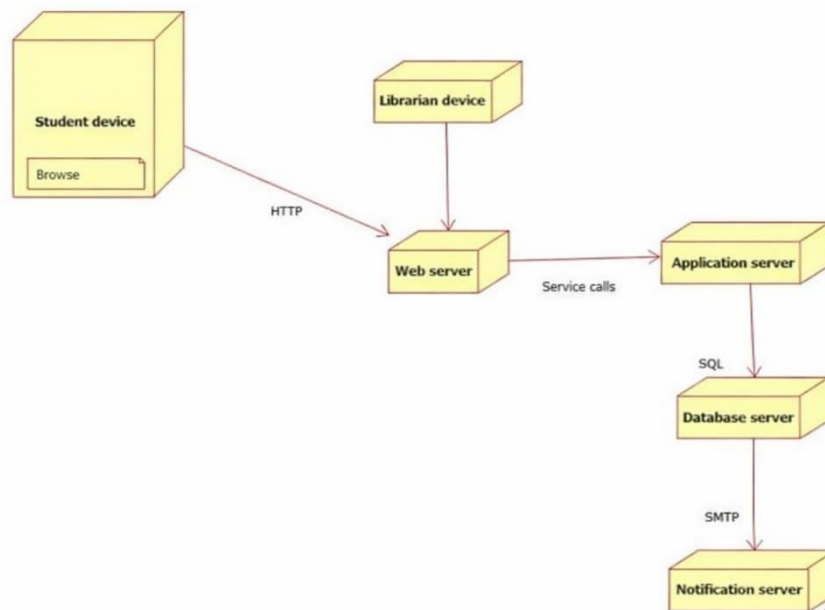 Student device
Browse
Librarian device
HTTP
Web server
Service calls
Application server
SQL
Database server
SMTP
Notification server